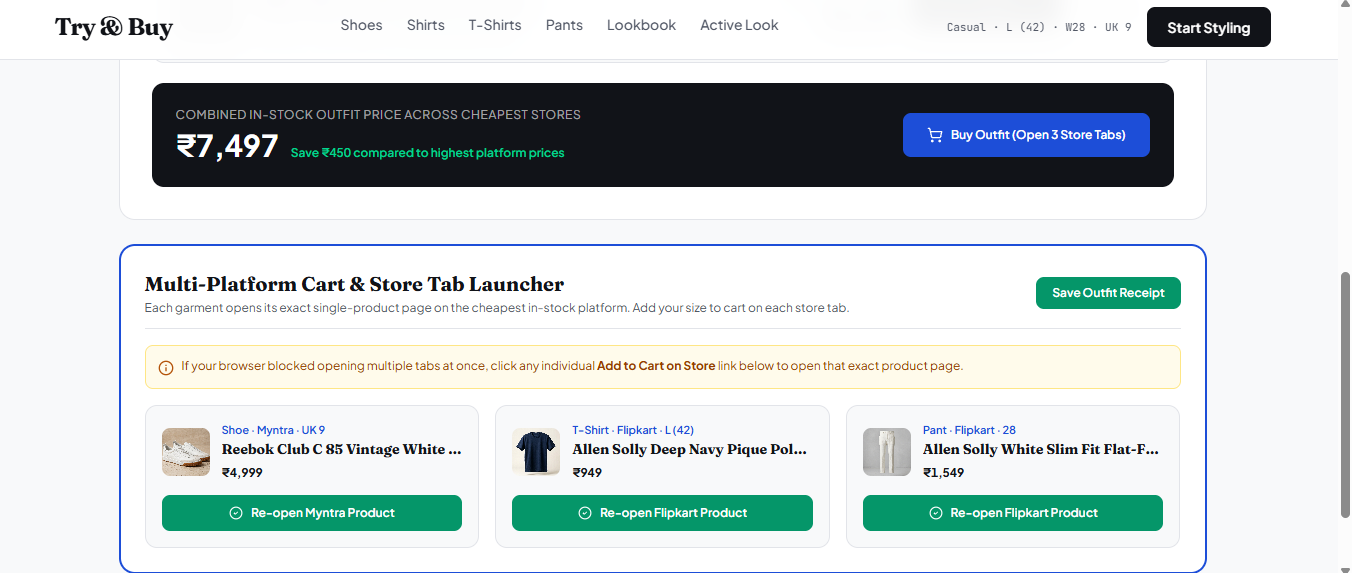 Try & Buy
Shoes Shirts T-Shirts Pants Lookbook Active Look
Casual · L (42) · W28 · UK 9
Start Styling
COMBINED IN-STOCK OUTFIT PRICE ACROSS CHEAPEST STORES
₹7,497 Save ₹450 compared to highest platform prices
Buy Outfit (Open 3 Store Tabs)
Multi-Platform Cart & Store Tab Launcher
Each garment opens its exact single-product page on the cheapest in-stock platform. Add your size to cart on each store tab.
Save Outfit Receipt
If your browser blocked opening multiple tabs at once, click any individual Add to Cart on Store link below to open that exact product page.
Shoe · Myntra · UK 9
Reebok Club C 85 Vintage White ...
₹4,999
Re-open Myntra Product
T-Shirt · Flipkart · L (42)
Allen Solly Deep Navy Pique Pol...
₹949
Re-open Flipkart Product
Pant · Flipkart · 28
Allen Solly White Slim Fit Flat-F...
₹1,549
Re-open Flipkart Product